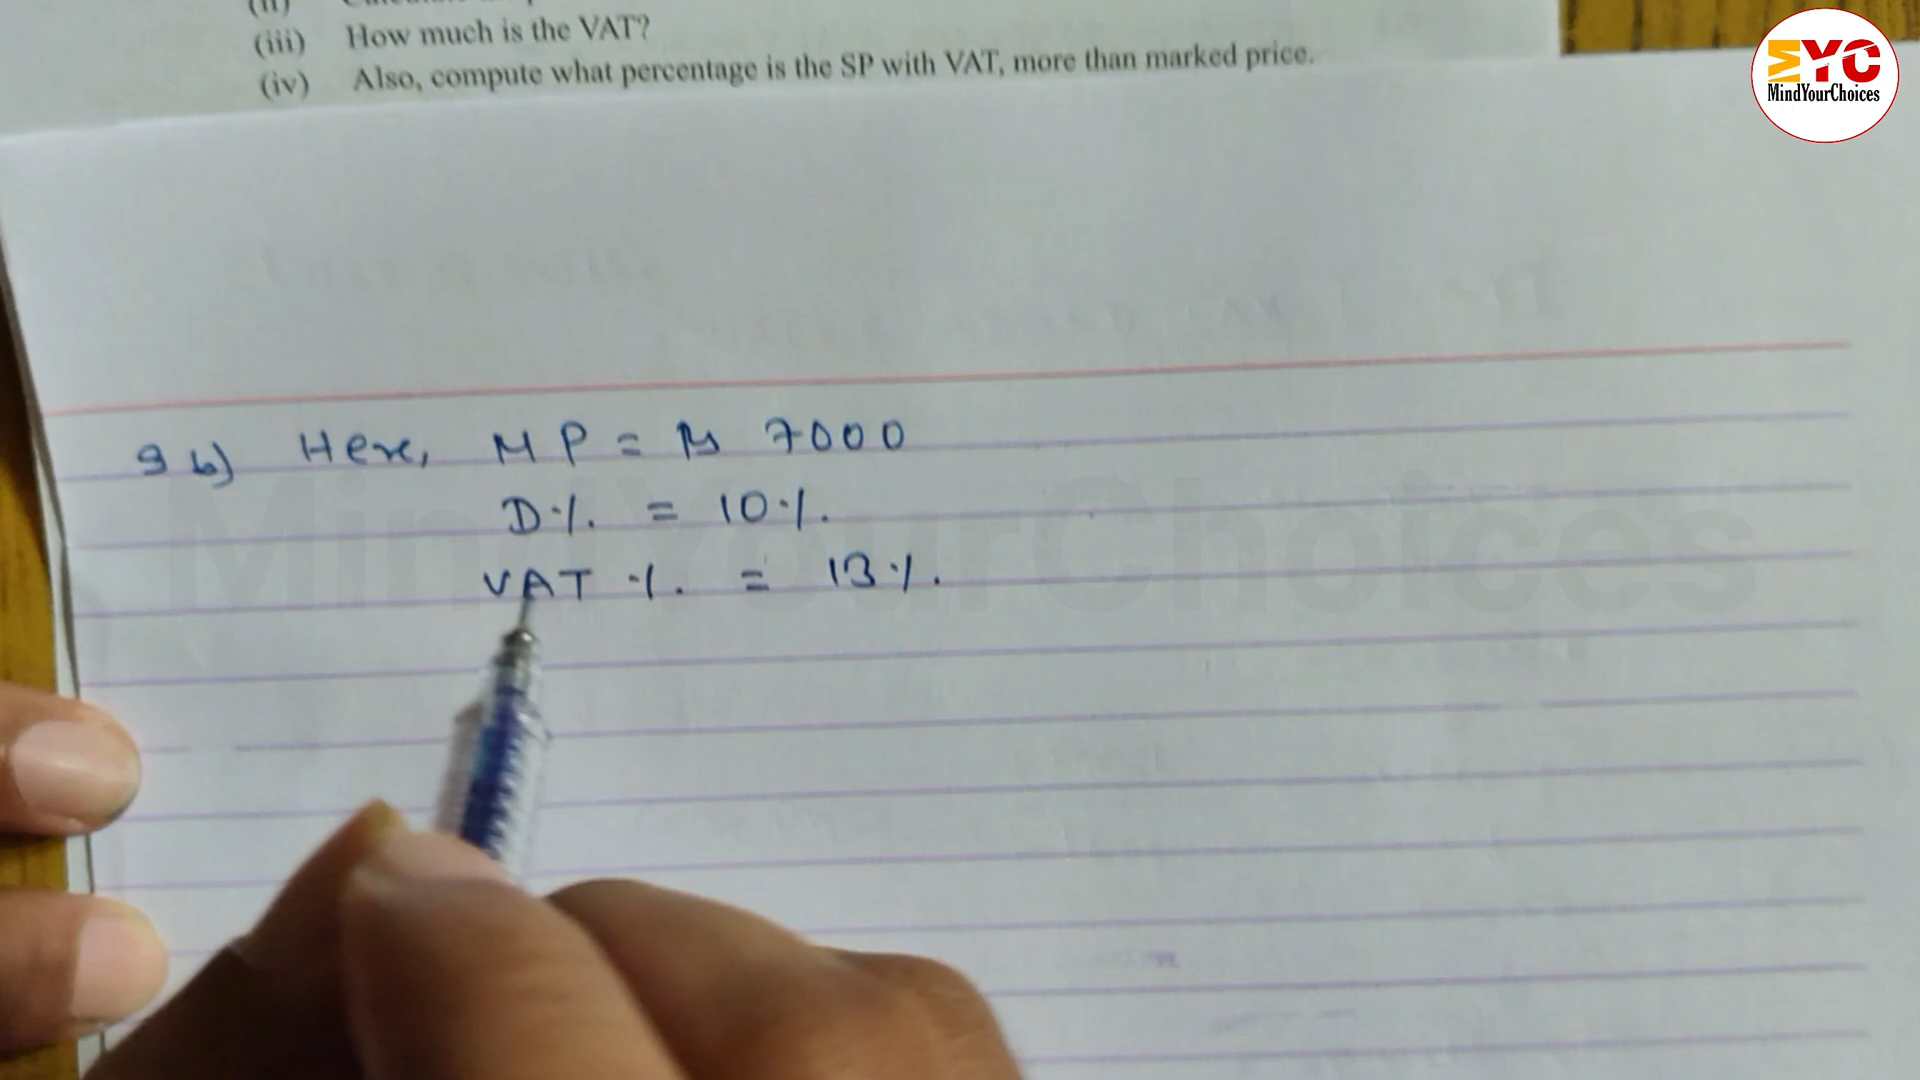 (iii) How much is the VAT?
(iv) Also, compute what percentage is the SP with VAT, more than marked price.
MYC
MindYourChoices
9 b) Here, MP = Rs 7000
D% = 10%.
VAT % = 13%.
MindYourChoices